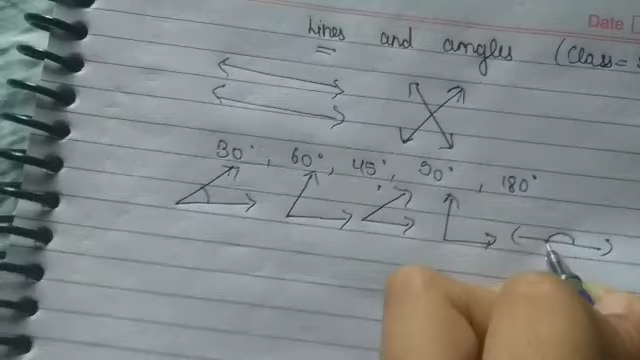 Date
Lines and angles (Class =
30°, 60°, 45°, 90°, 180°